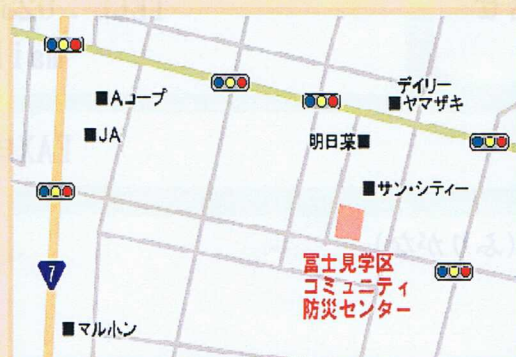 ■Aコープ
デイリー
■ヤマザキ
■JA
明日葉■
■サン・シティー
富士見学区
コミュニティ
防災センター
7
■マルホン